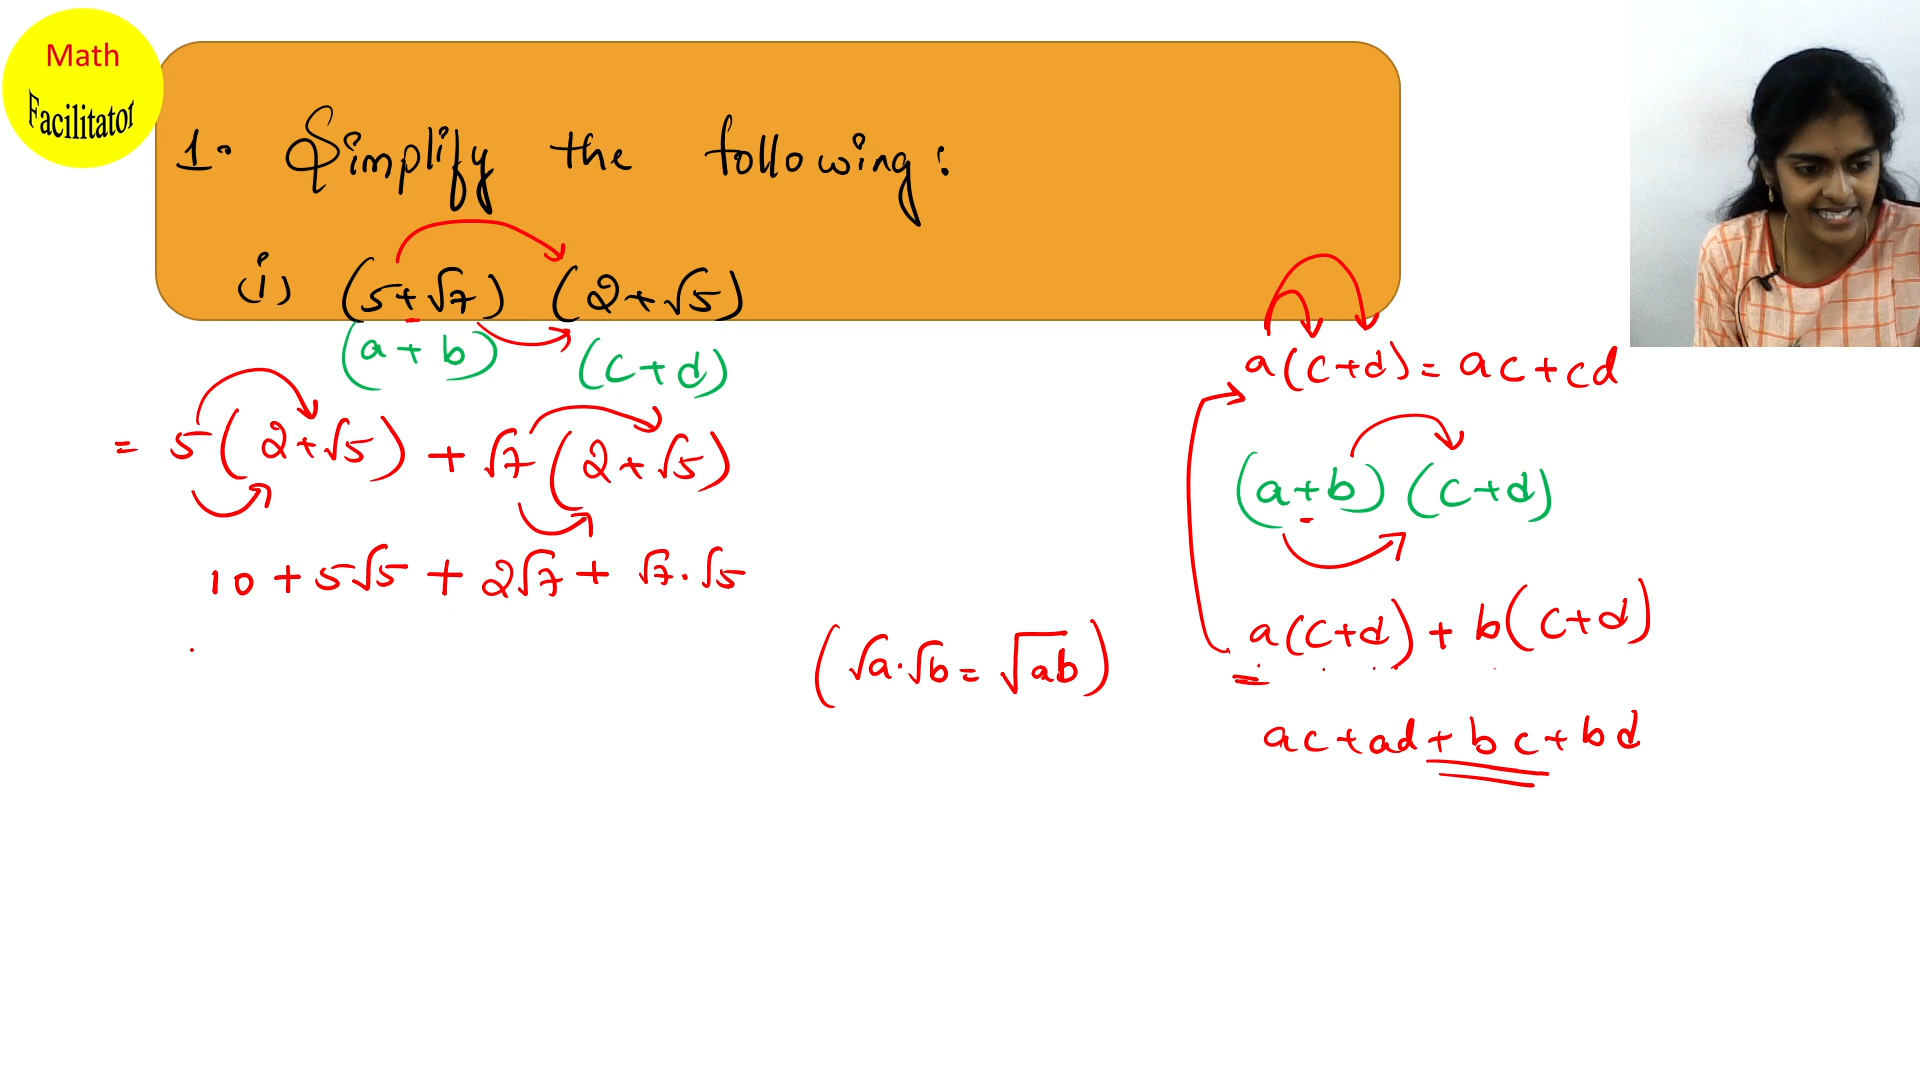 Math
Facilitator
1. Simplify the following:
(i) (5+√7) (2+√5)
(a+b) (c+d)
= 5(2+√5) + √7(2+√5)
10 + 5√5 + 2√7 + √7.√5
(√a.√b = √ab)
a(c+d) = ac+cd
(a+b) (c+d)
a(c+d) + b(c+d)
ac+ad+bc+bd